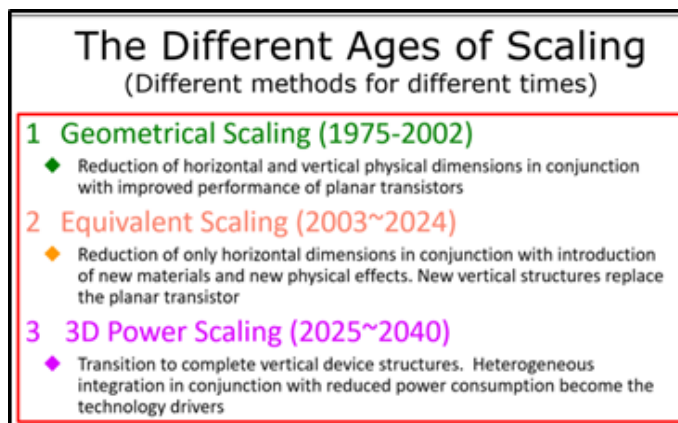 The Different Ages of Scaling
(Different methods for different times)
1 Geometrical Scaling (1975-2002)
Reduction of horizontal and vertical physical dimensions in conjunction
with improved performance of planar transistors
2 Equivalent Scaling (2003~2024)
Reduction of only horizontal dimensions in conjunction with introduction
of new materials and new physical effects. New vertical structures replace
the planar transistor
3 3D Power Scaling (2025~2040)
Transition to complete vertical device structures. Heterogeneous
integration in conjunction with reduced power consumption become the
technology drivers